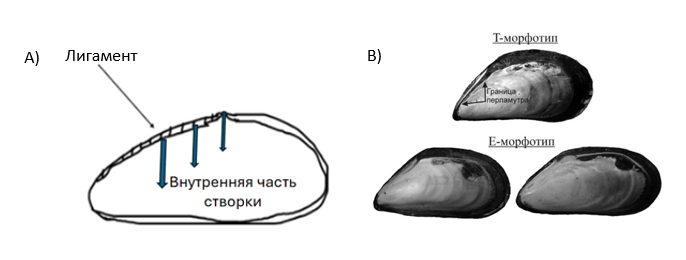 А)
Лигамент
Внутренняя часть
створки
В)
Т-морфотип
Граница
перламутра
Е-морфотип